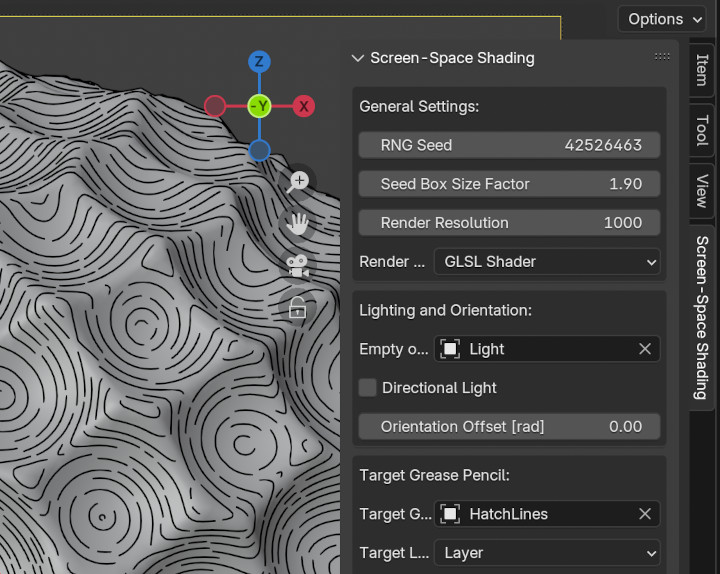 Options
Z
-Y
X
Screen-Space Shading
General Settings:
RNG Seed 42526463
Seed Box Size Factor 1.90
Render Resolution 1000
Render ... GLSL Shader
Lighting and Orientation:
Empty o... Light
Directional Light
Orientation Offset [rad] 0.00
Target Grease Pencil:
Target G... HatchLines
Target L... Layer
Item
Tool
View
Screen-Space Shading